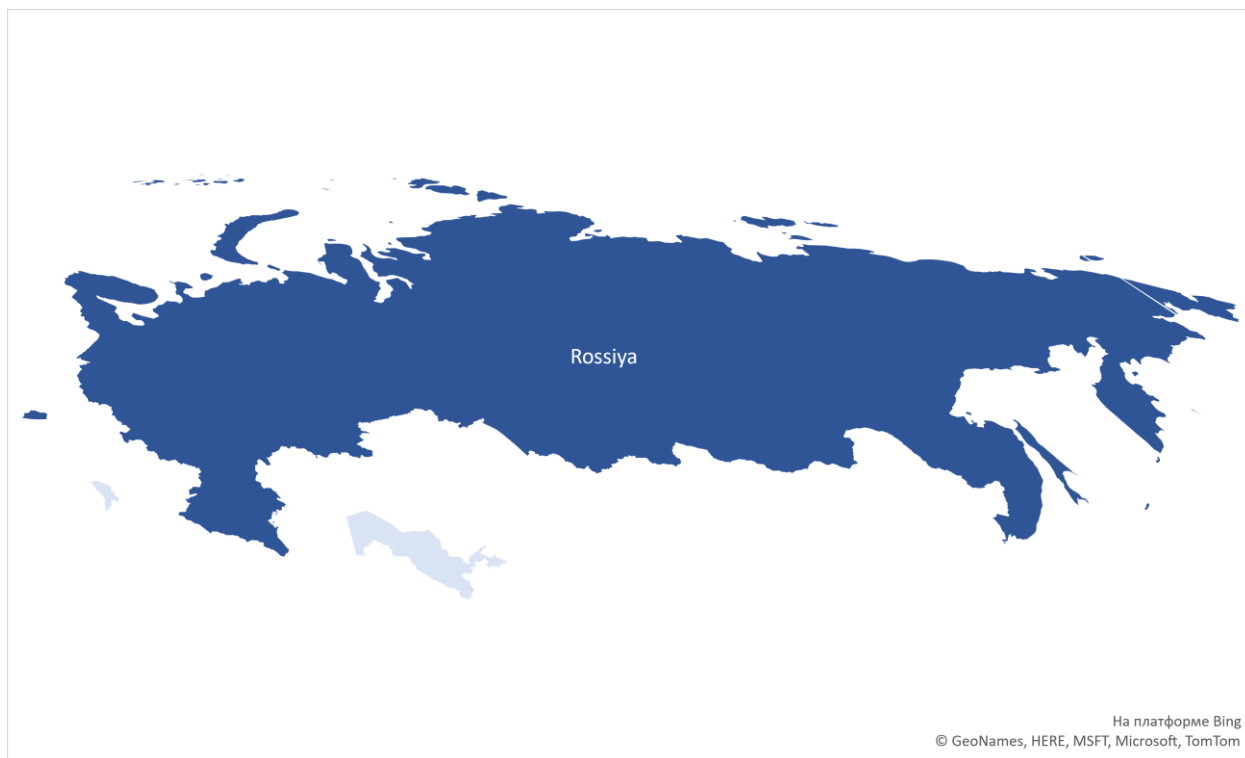 Rossiya
На платформе Bing
© GeoNames, HERE, MSFT, Microsoft, TomTom